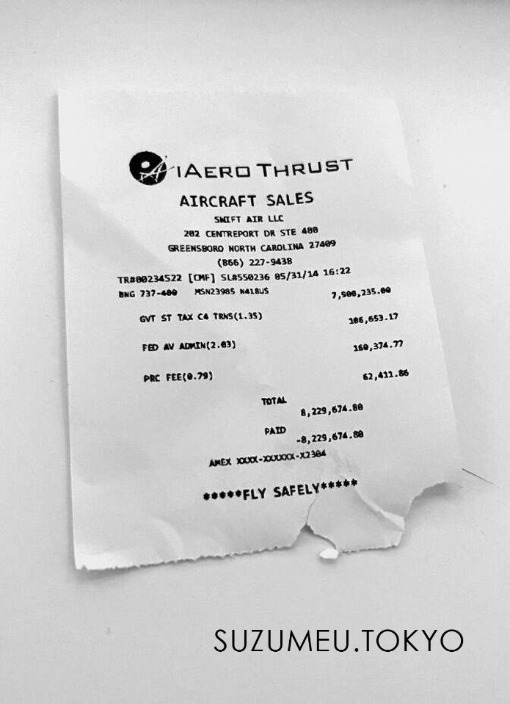 iAERO THRUST
AIRCRAFT SALES
SWIFT AIR LLC
202 CENTREPORT DR STE 400
GREENSBORO NORTH CAROLINA 27409
(866) 227-9438
TR#00234522 [CMF] SL#550236 05/31/14 16:22
BNG 737-400 MSN23985 N418US 7,900,235.00
GVT ST TAX C4 TRNS(1.35) 106,653.17
FED AV ADMIN(2.03) 160,374.77
PRC FEE(0.79) 62,411.86
TOTAL
8,229,674.80
PAID
-8,229,674.80
AMEX XXXX-XXXXXX-X2304
*****FLY SAFELY*****
SUZUMEU.TOKYO